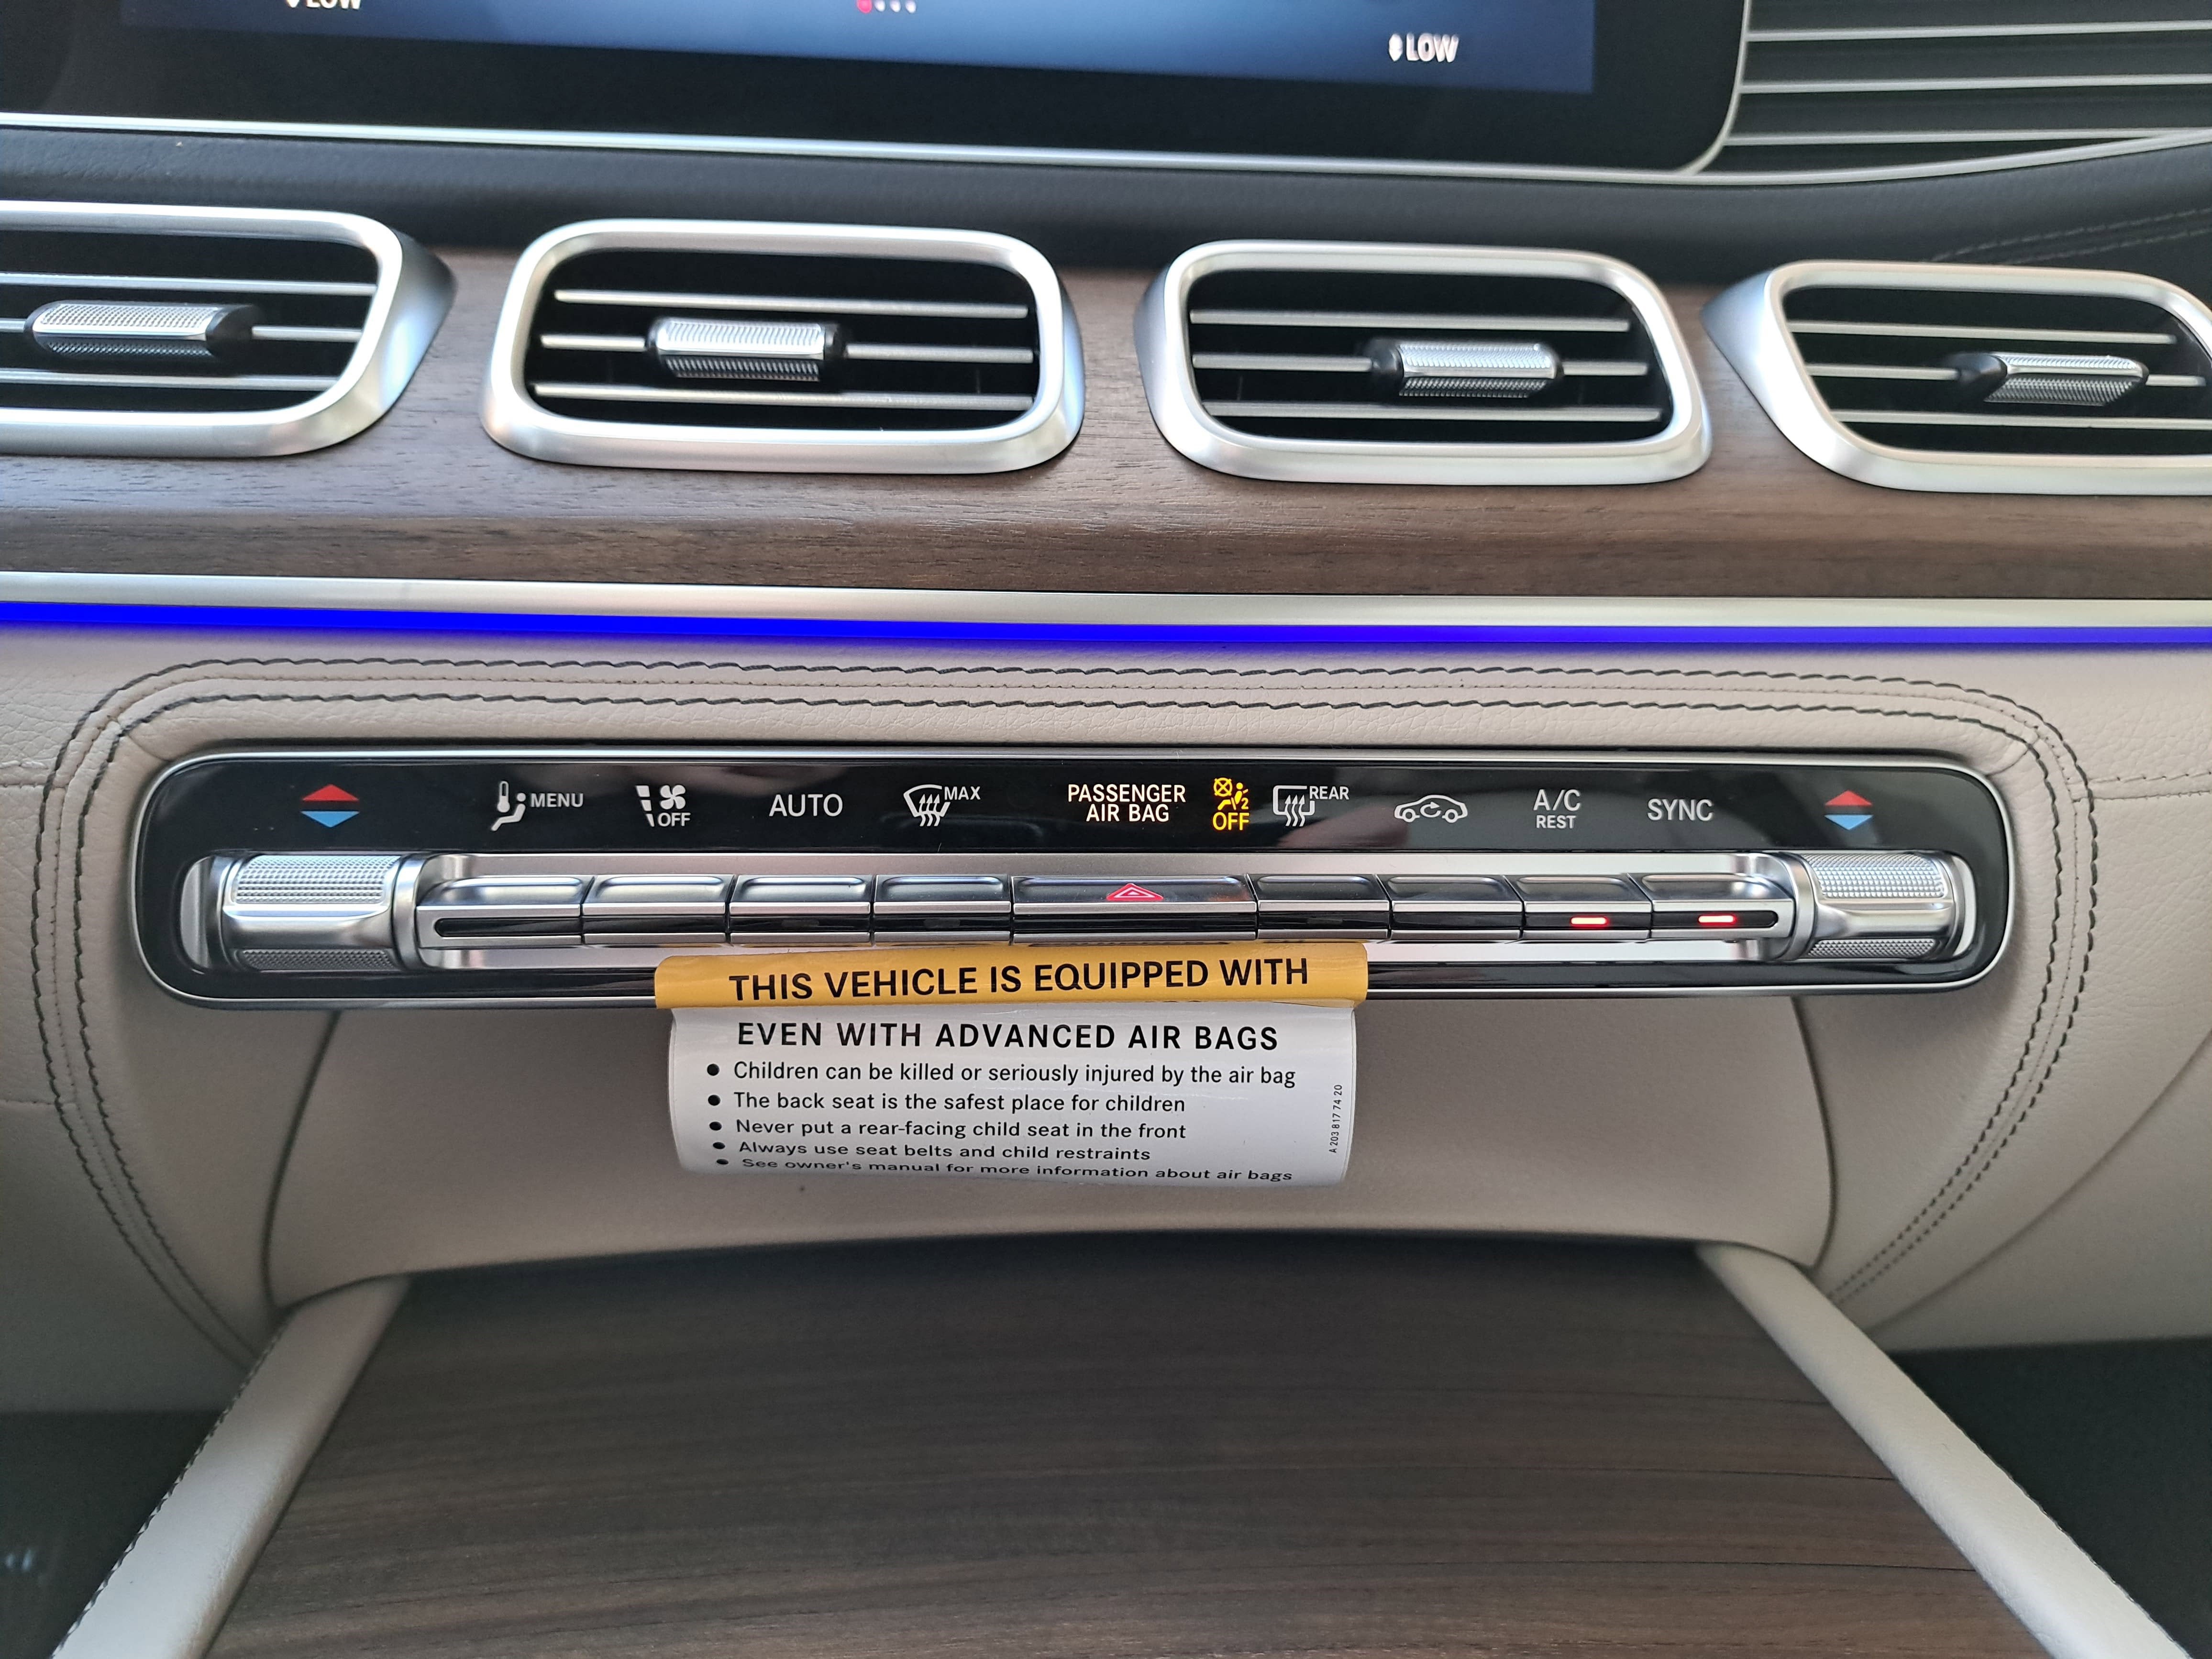 LOW
LOW
MENU
OFF
AUTO
MAX
PASSENGER
AIR BAG
2
OFF
REAR
A/C
REST
SYNC
THIS VEHICLE IS EQUIPPED WITH
EVEN WITH ADVANCED AIR BAGS
• Children can be killed or seriously injured by the air bag
• The back seat is the safest place for children
• Never put a rear-facing child seat in the front
• Always use seat belts and child restraints
• See owner's manual for more information about air bags
A 203 817 74 20